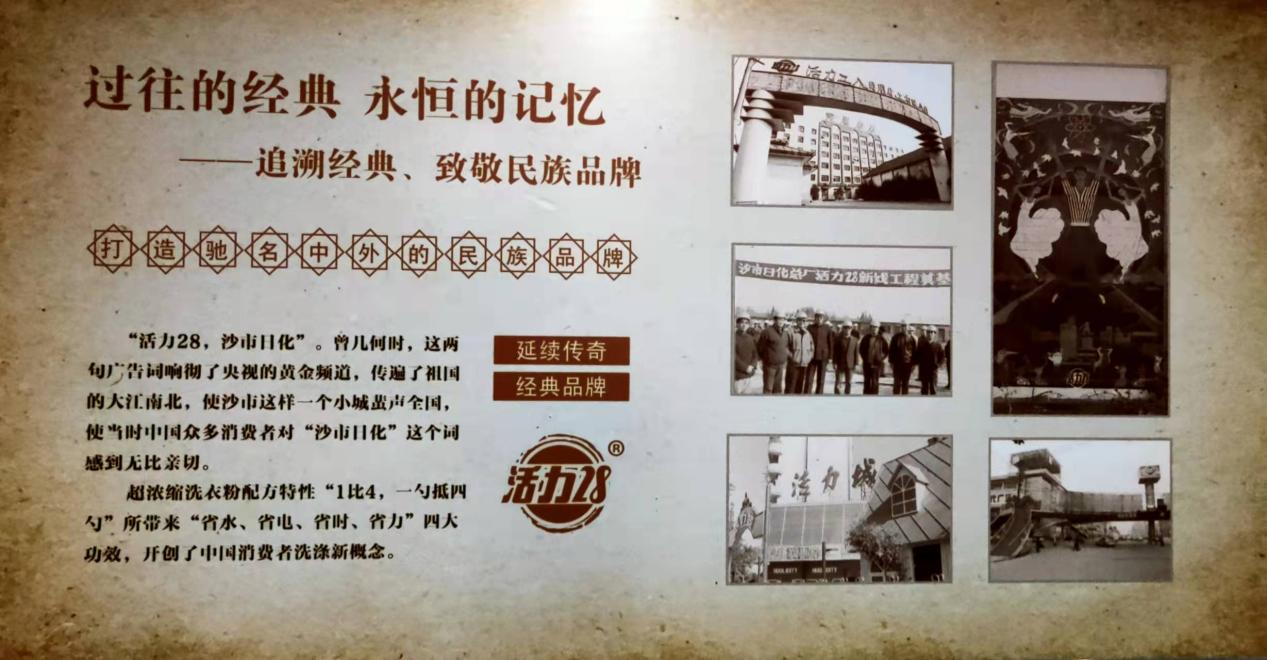 过往的经典 永恒的记忆
——追溯经典、致敬民族品牌
打造驰名中外的民族品牌
“活力28，沙市日化”。曾几何时，这两
句广告词响彻了央视的黄金频道，传遍了祖国
的大江南北，使沙市这样一个小城蜚声全国，
使当时中国众多消费者对“沙市日化”这个词
感到无比亲切。
超浓缩洗衣粉配方特性“1比4，一勺抵四
勺”所带来“省水、省电、省时、省力”四大
功效，开创了中国消费者洗涤新概念。
延续传奇
经典品牌
活力28®
活力二八
沙市日化总厂活力28新线工程奠基
活力城